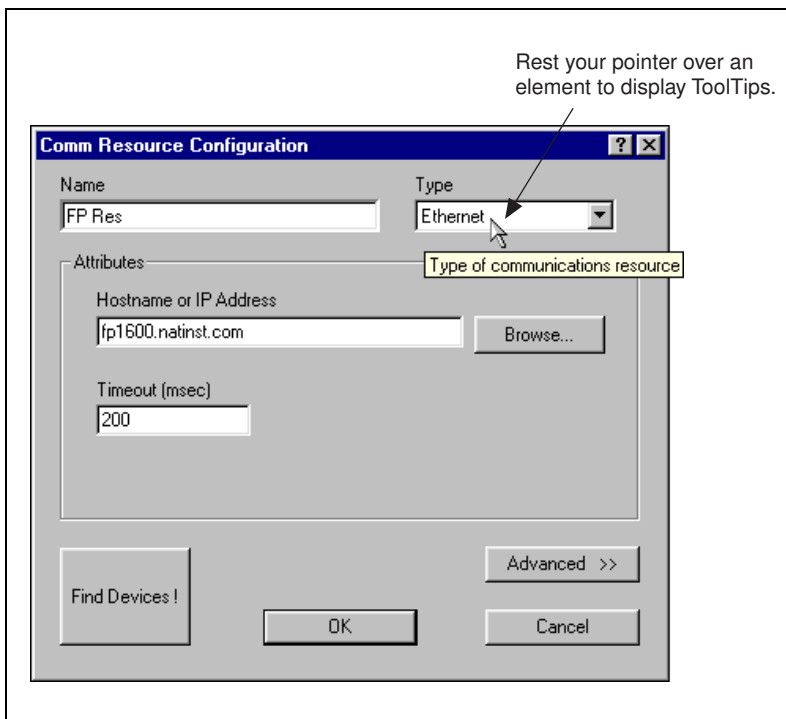 Rest your pointer over an
element to display ToolTips.
Comm Resource Configuration
Name
Type
FP Res
Ethernet
Type of communications resource
Attributes
Hostname or IP Address
fp1600.natinst.com
Browse...
Timeout (msec)
200
Advanced >>
Find Devices !
OK
Cancel